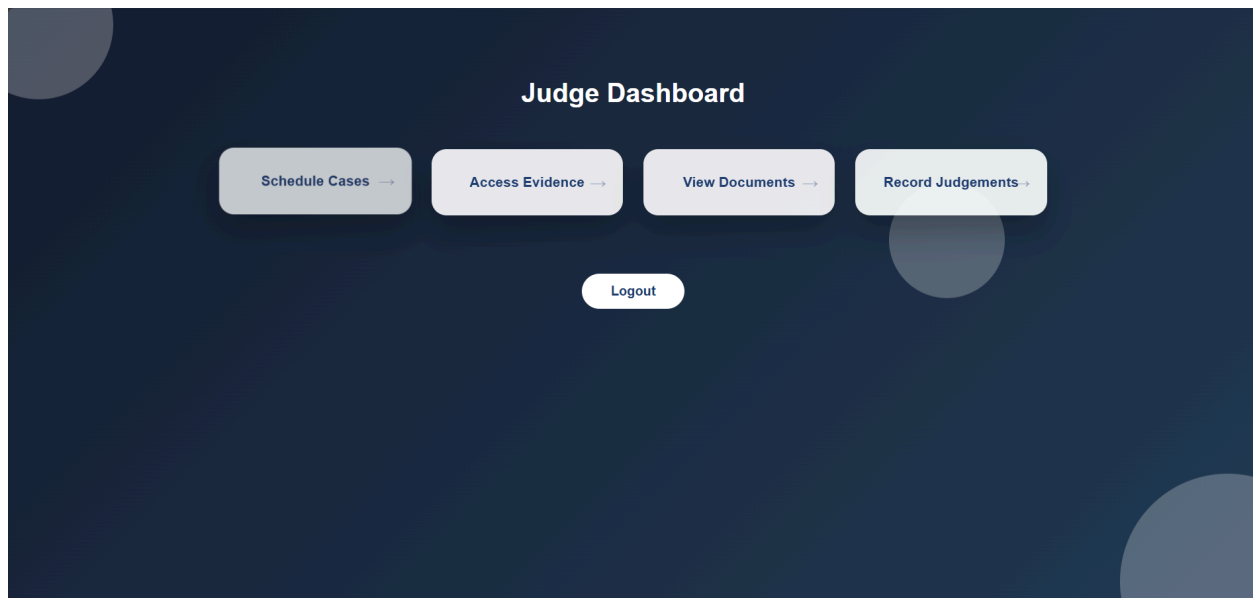 Judge Dashboard
Schedule Cases →
Access Evidence →
View Documents →
Record Judgements→
Logout